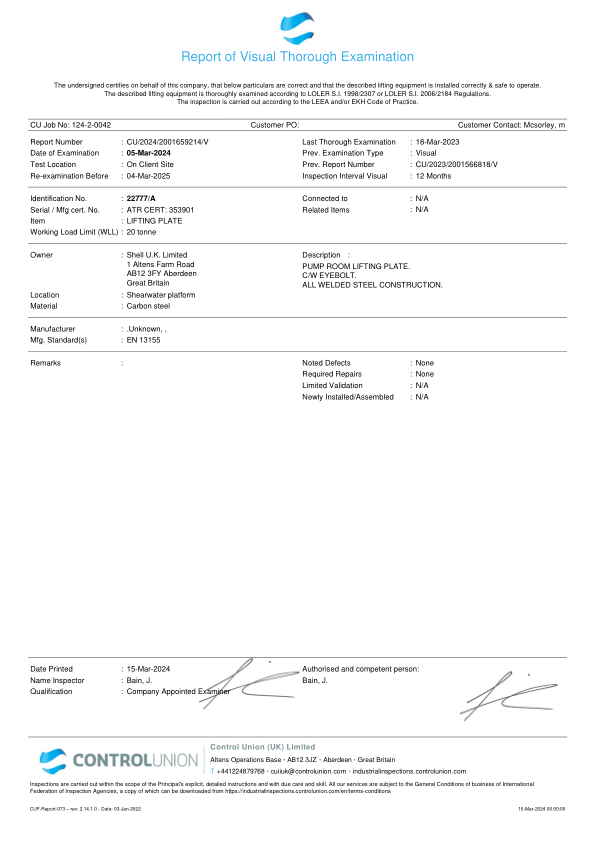 Report of Visual Thorough Examination
The undersigned certifies on behalf of this company, that below particulars are correct and that the described lifting equipment is installed correctly & safe to operate.
The described lifting equipment is thoroughly examined according to LOLER S.I. 1998/2307 or LOLER S.I. 2006/2184 Regulations.
The inspection is carried out according to the LEEA and/or EKH Code of Practice.
CU Job No: 124-2-0042 Customer PO: Customer Contact: Mcsorley, m
Report Number : CU/2024/2001659214/V Last Thorough Examination : 18-Mar-2023
Date of Examination : 05-Mar-2024 Prev. Examination Type : Visual
Test Location : On Client Site Prev. Report Number : CU/2023/2001566818/V
Re-examination Before : 04-Mar-2025 Inspection Interval Visual : 12 Months
Identification No. : 22777/A Connected to : N/A
Serial / Mfg cert. No. : ATR CERT: 353901 Related Items : N/A
Item : LIFTING PLATE
Working Load Limit (WLL) : 20 tonne
Owner : Shell U.K. Limited Description :
1 Altens Farm Road PUMP ROOM LIFTING PLATE.
AB12 3FY Aberdeen C/W EYEBOLT.
Great Britain ALL WELDED STEEL CONSTRUCTION.
Location : Shearwater platform
Material : Carbon steel
Manufacturer : .Unknown, ,
Mfg. Standard(s) : EN 13155
Remarks : Noted Defects : None
Required Repairs : None
Limited Validation : N/A
Newly Installed/Assembled : N/A
Date Printed : 15-Mar-2024 Authorised and competent person:
Name Inspector : Bain, J. Bain, J.
Qualification : Company Appointed Examiner
CONTROLUNION
Control Union (UK) Limited
Altens Operations Base · AB12 3JZ · Aberdeen · Great Britain
T +441224879768 · cuiiuk@controlunion.com · industrialinspections.controlunion.com
Inspections are carried out within the scope of the Principal's explicit, detailed instructions and with due care and skill. All our services are subject to the General Conditions of business of International
Federation of Inspection Agencies, a copy of which can be downloaded from https://industrialinspections.controlunion.com/en/terms-conditions
CUF-Report-073 – rev: 2.14.1.0 - Date: 03-Jun-2022 15-Mar-2024 00:00:00